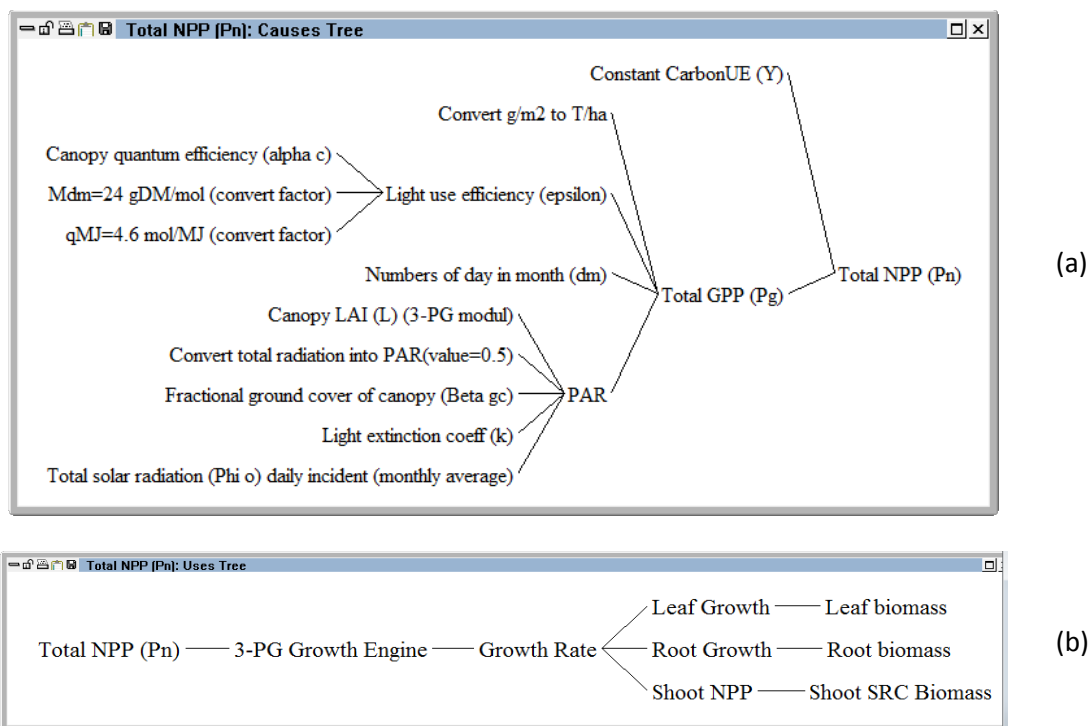 Total NPP (Pn): Causes Tree
Constant CarbonUE (Y)
Convert g/m2 to T/ha
Canopy quantum efficiency (alpha c)
Mdm=24 gDM/mol (convert factor)
Light use efficiency (epsilon)
qMJ=4.6 mol/MJ (convert factor)
(a)
Numbers of day in month (dm)
Total NPP (Pn)
Total GPP (Pg)
Canopy LAI (L) (3-PG modul)
Convert total radiation into PAR(value=0.5)
Fractional ground cover of canopy (Beta gc)
PAR
Light extinction coeff (k)
Total solar radiation (Phi o) daily incident (monthly average)
Total NPP (Pn): Uses Tree
Leaf Growth
Leaf biomass
Total NPP (Pn)
3-PG Growth Engine
Growth Rate
Root Growth
Root biomass
(b)
Shoot NPP
Shoot SRC Biomass